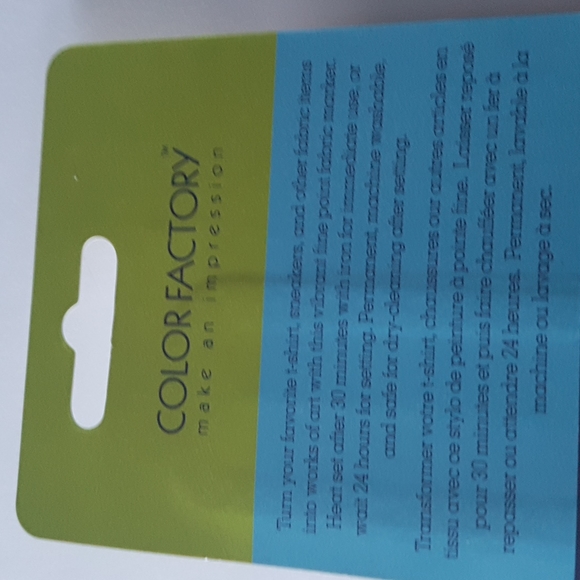 COLORFACTORY™
make an impression
Turn your favorite t-shirt, sneakers, and other fabric items
into works of art with this vibrant fine point fabric marker.
Heat set after 30 minutes with iron for immediate use, or
wait 24 hours for setting. Permanent, machine washable,
and safe for dry-cleaning after setting.
Transformer votre t-shirt, chaussures our autres articles en
tissu avec ce stylo de peinture à pointe fine. Laisser reposé
pour 30 minutes et puis faire chauffée avec un fer à
repasser ou attendre 24 heures. Permanent, lavable à la
machine ou lavage à sec.